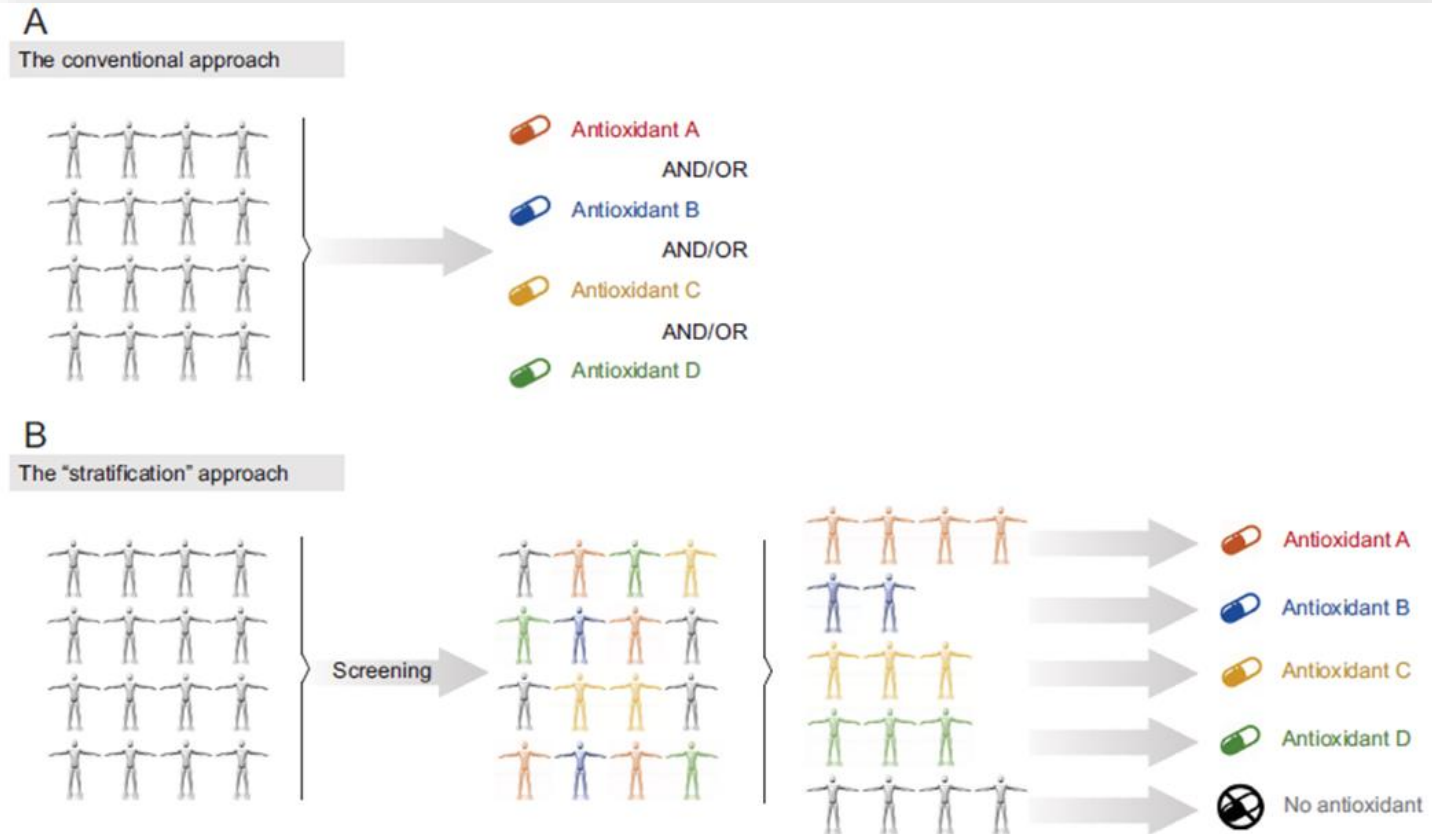 A
The conventional approach
Antioxidant A
AND/OR
Antioxidant B
AND/OR
Antioxidant C
AND/OR
Antioxidant D
B
The “stratification” approach
Screening
Antioxidant A
Antioxidant B
Antioxidant C
Antioxidant D
No antioxidant